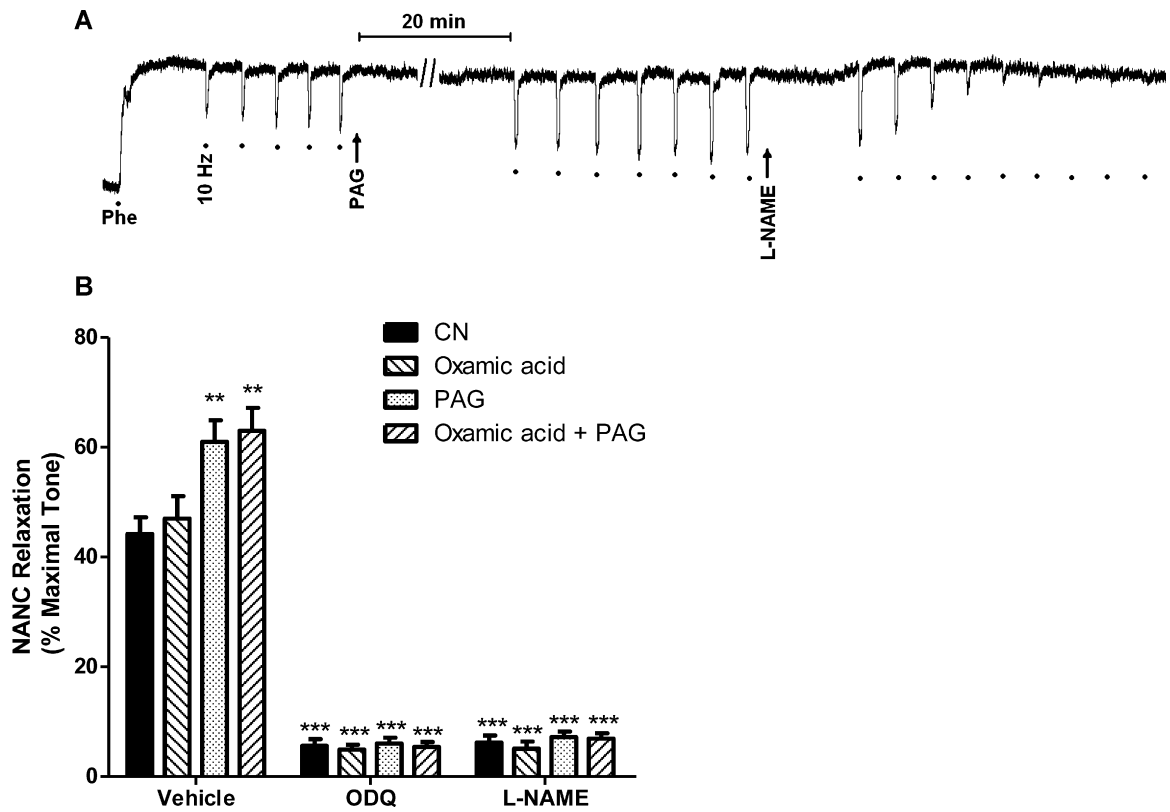 A
20 min
Phe
10 Hz
PAG
L-NAME
B
CN
Oxamic acid
PAG
Oxamic acid + PAG
NANC Relaxation
(% Maximal Tone)
80
60
40
20
0
** **
*** *** *** *** *** *** *** ***
Vehicle ODQ L-NAME